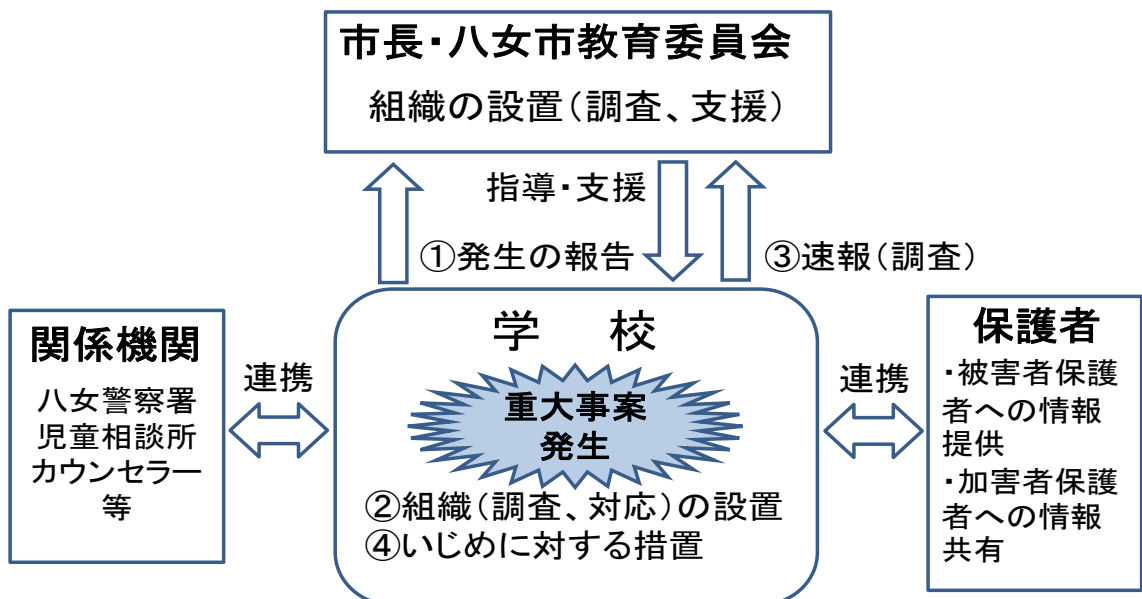 市長・八女市教育委員会
組織の設置（調査、支援）
指導・支援
①発生の報告
③速報（調査）
関係機関
八女警察署
児童相談所
カウンセラー
等
連携
学　校
重大事案
発生
②組織（調査、対応）の設置
④いじめに対する措置
連携
保護者
・被害者保護
者への情報
提供
・加害者保護
者への情報
共有